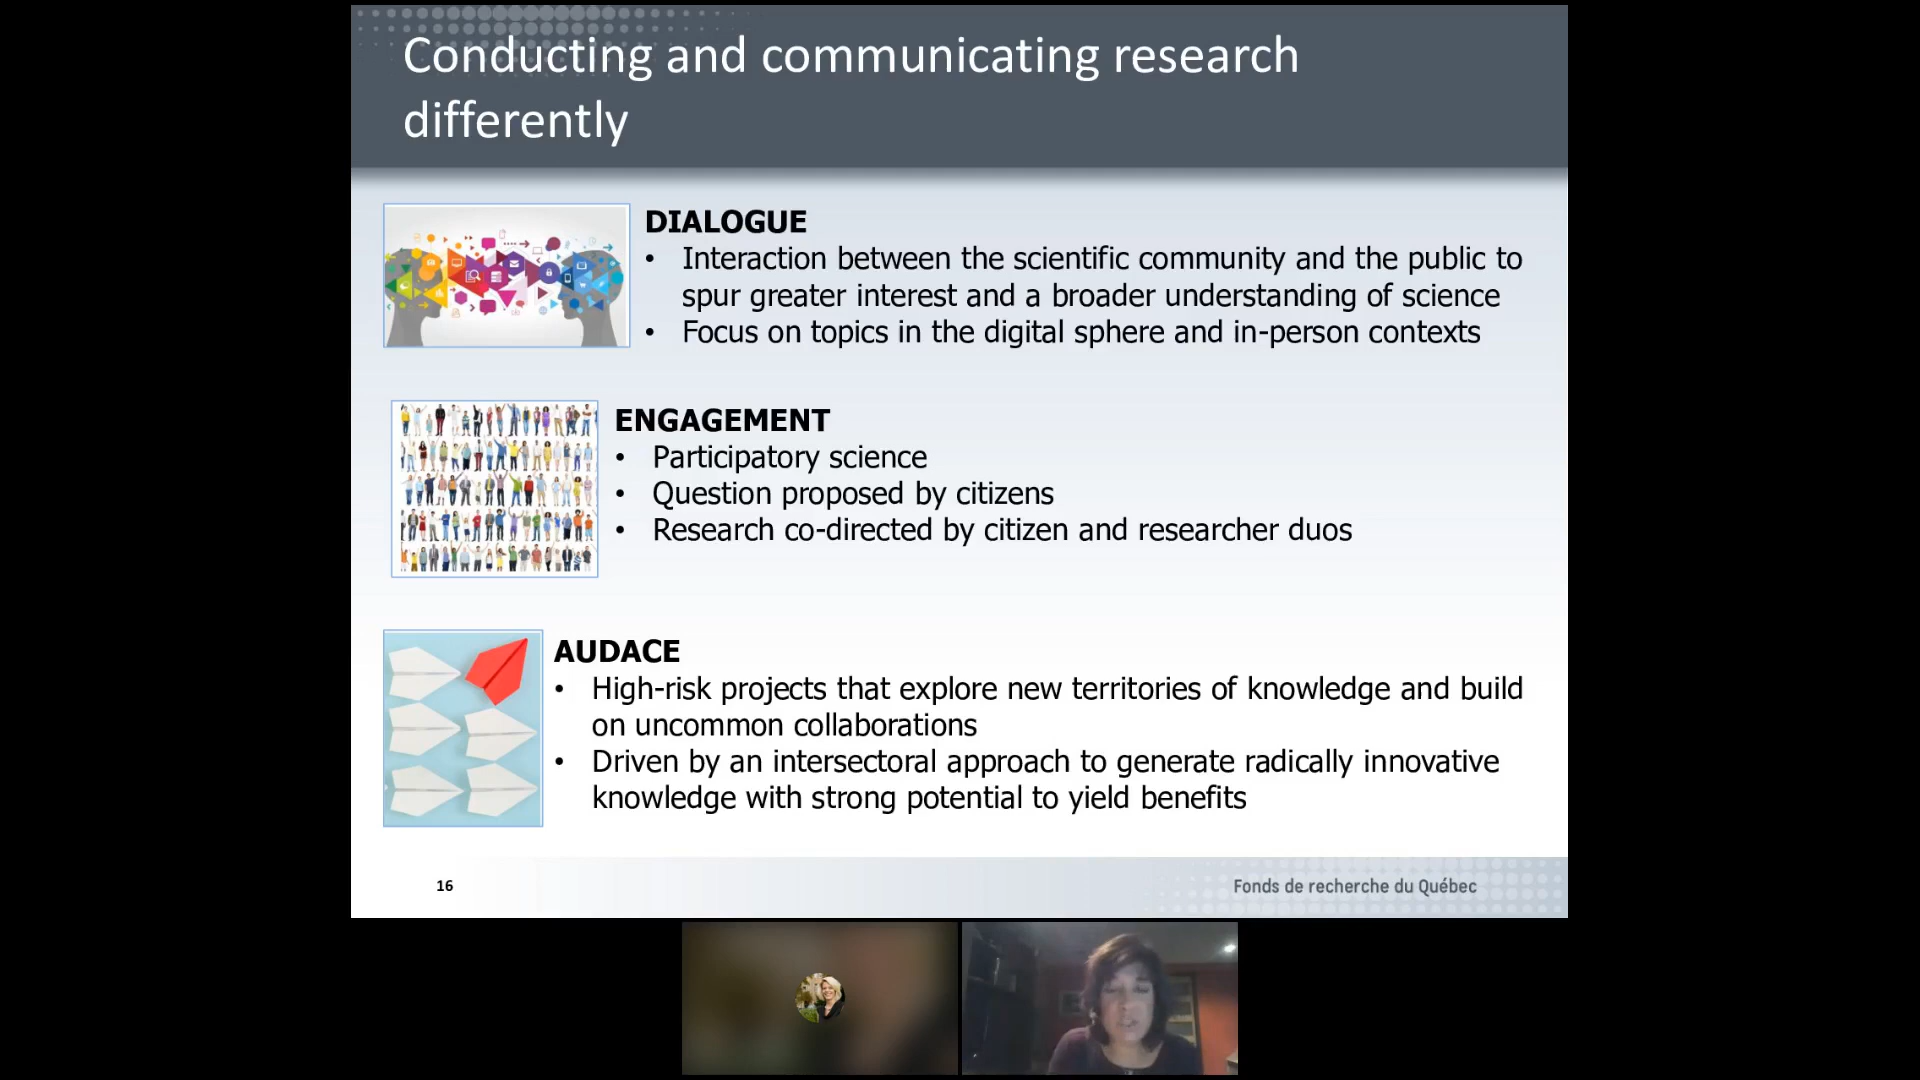 Conducting and communicating research
differently
DIALOGUE
• Interaction between the scientific community and the public to
spur greater interest and a broader understanding of science
• Focus on topics in the digital sphere and in-person contexts
ENGAGEMENT
• Participatory science
• Question proposed by citizens
• Research co-directed by citizen and researcher duos
AUDACE
• High-risk projects that explore new territories of knowledge and build
on uncommon collaborations
• Driven by an intersectoral approach to generate radically innovative
knowledge with strong potential to yield benefits
16
Fonds de recherche du Québec